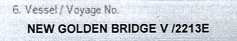 6. Vessel / Voyage No.
NEW GOLDEN BRIDGE V /2213E